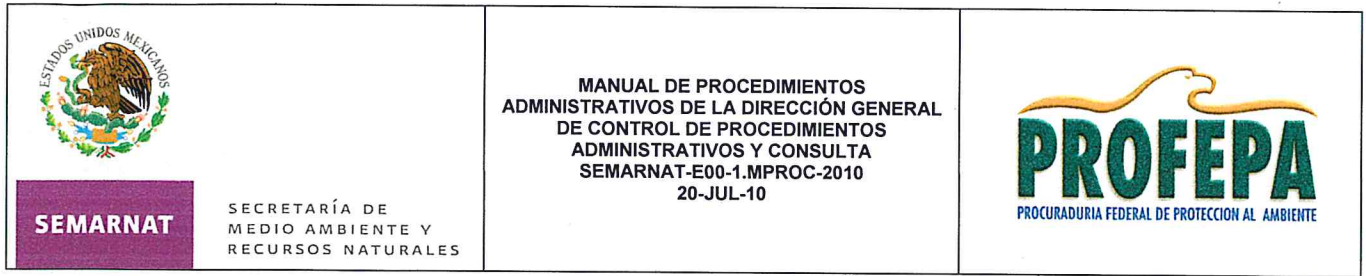 ESTADOS UNIDOS MEXICANOS
SEMARNAT
SECRETARÍA DE
MEDIO AMBIENTE Y
RECURSOS NATURALES
MANUAL DE PROCEDIMIENTOS
ADMINISTRATIVOS DE LA DIRECCIÓN GENERAL
DE CONTROL DE PROCEDIMIENTOS
ADMINISTRATIVOS Y CONSULTA
SEMARNAT-E00-1.MPROC-2010
20-JUL-10
PROFEPA
PROCURADURIA FEDERAL DE PROTECCION AL AMBIENTE